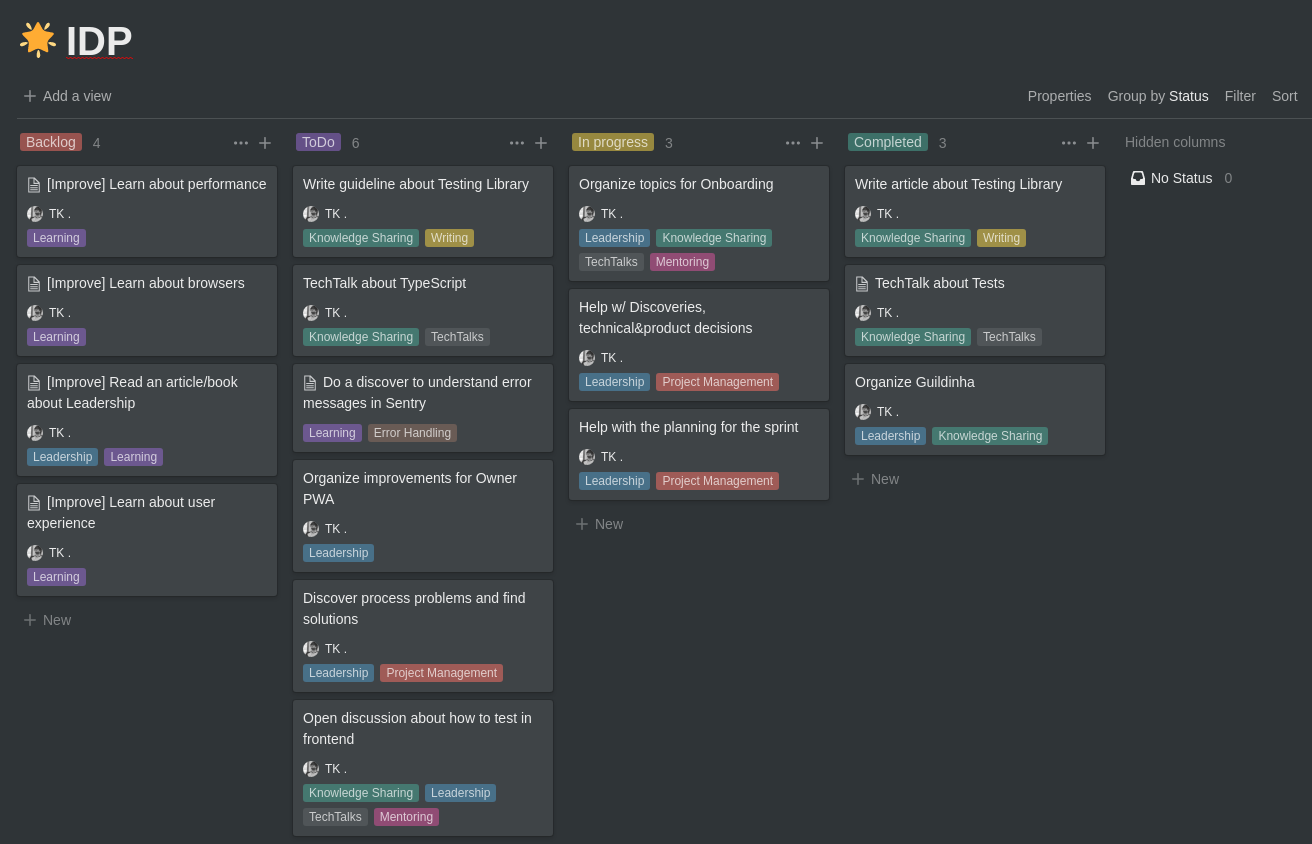 IDP
Add a view
Properties Group by Status Filter Sort
Backlog 4
[Improve] Learn about performance
TK .
Learning
[Improve] Learn about browsers
TK .
Learning
[Improve] Read an article/book
about Leadership
TK .
Leadership Learning
[Improve] Learn about user
experience
TK .
Learning
New
ToDo 6
Write guideline about Testing Library
TK .
Knowledge Sharing Writing
TechTalk about TypeScript
TK .
Knowledge Sharing TechTalks
Do a discover to understand error
messages in Sentry
Learning Error Handling
Organize improvements for Owner
PWA
TK .
Leadership
Discover process problems and find
solutions
TK .
Leadership Project Management
Open discussion about how to test in
frontend
TK .
Knowledge Sharing Leadership
TechTalks Mentoring
In progress 3
Organize topics for Onboarding
TK .
Leadership Knowledge Sharing
TechTalks Mentoring
Help w/ Discoveries,
technical&product decisions
TK .
Leadership Project Management
Help with the planning for the sprint
TK .
Leadership Project Management
New
Completed 3
Write article about Testing Library
TK .
Knowledge Sharing Writing
TechTalk about Tests
TK .
Knowledge Sharing TechTalks
Organize Guildinha
TK .
Leadership Knowledge Sharing
New
Hidden columns
No Status 0